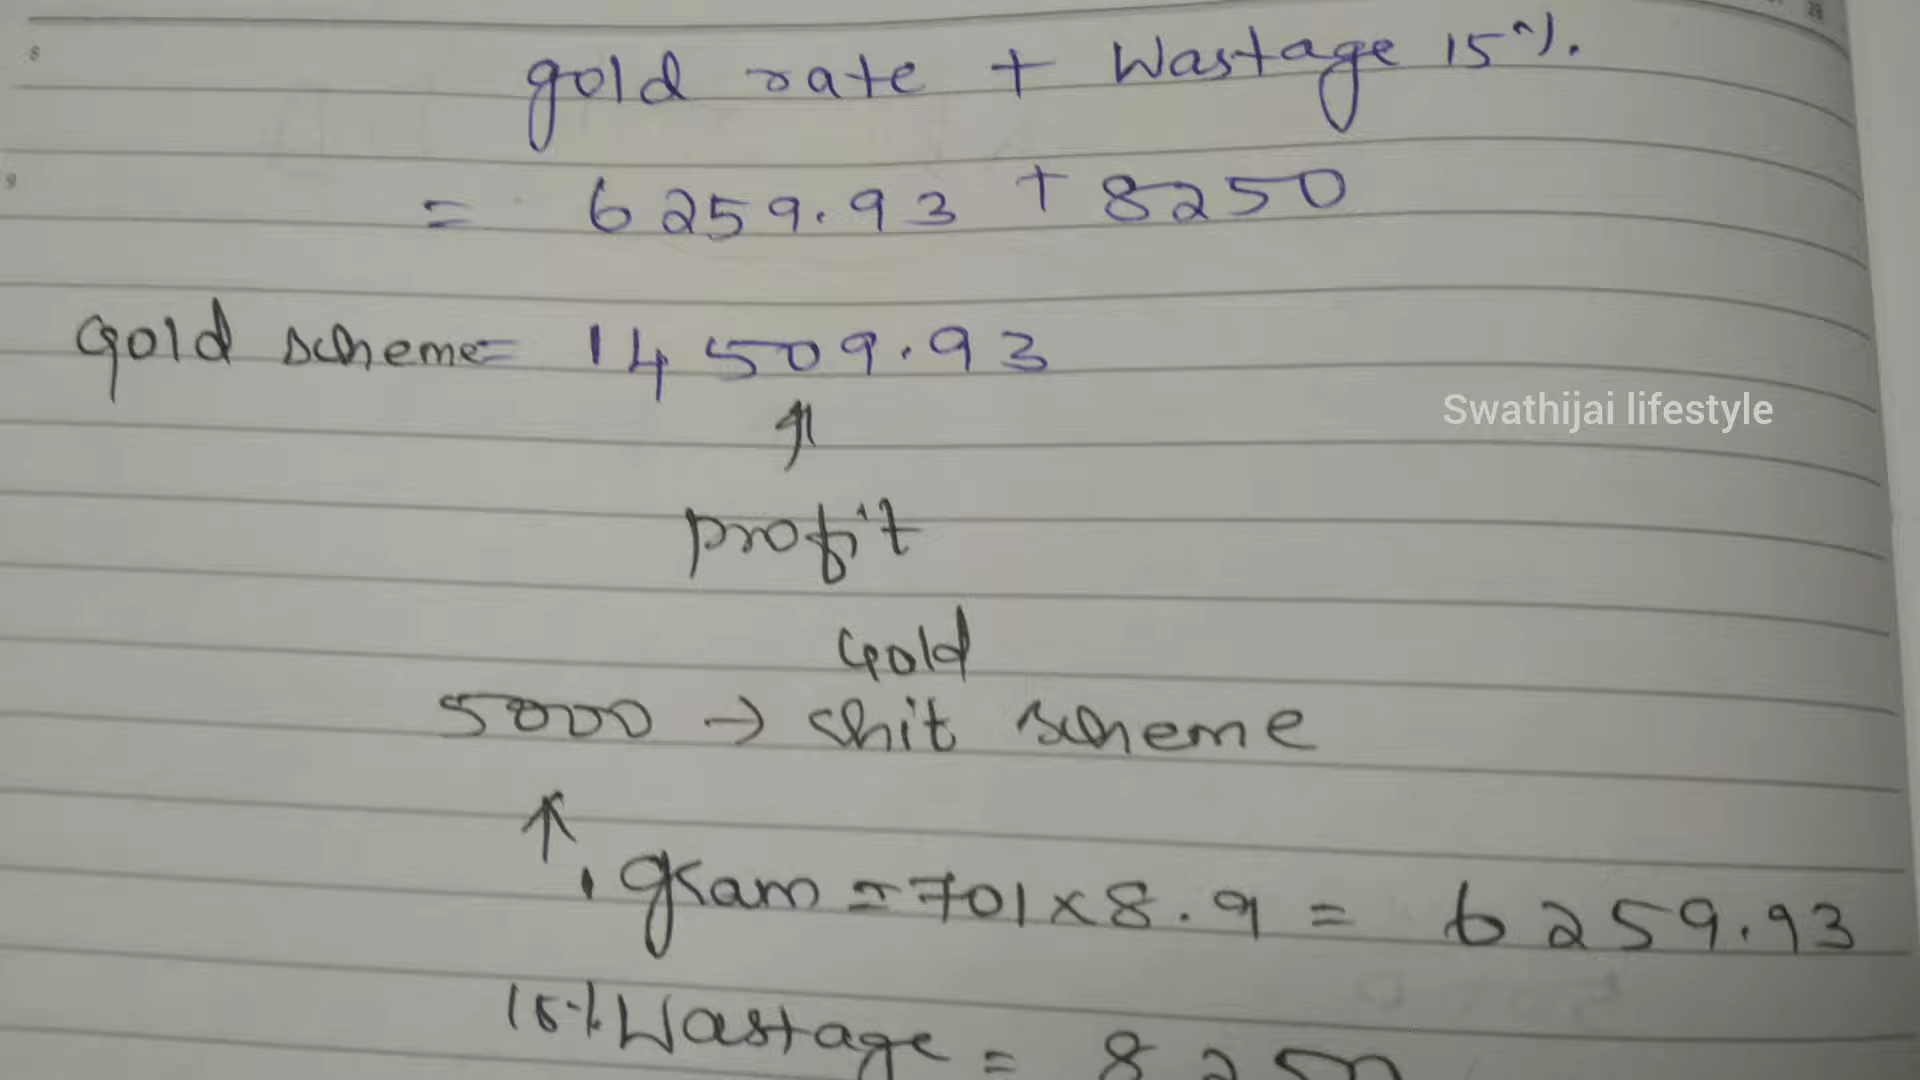 gold rate + Wastage 15%.
= 6259.93 + 8250
Gold scheme = 14509.93
Swathijai lifestyle
↑
profit
Gold
5000 → chit scheme
↑
1 gram = 701 × 8.9 = 6259.93
15% Wastage = 8250